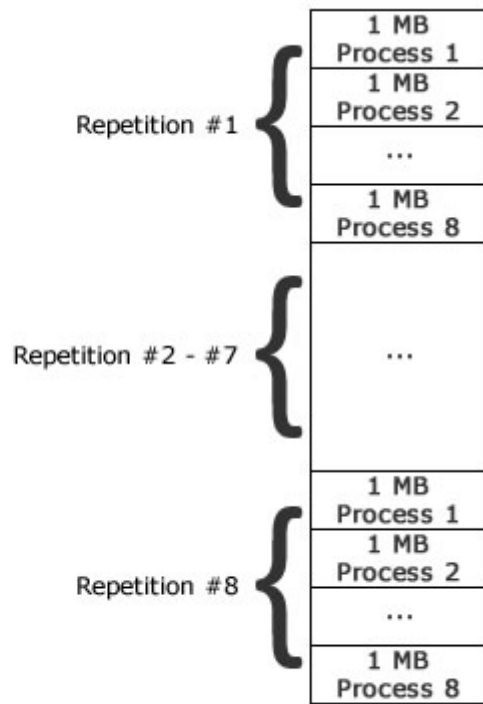 1 MB
Process 1
1 MB
Process 2
Repetition #1
...
1 MB
Process 8
Repetition #2 - #7
...
1 MB
Process 1
1 MB
Process 2
Repetition #8
...
1 MB
Process 8